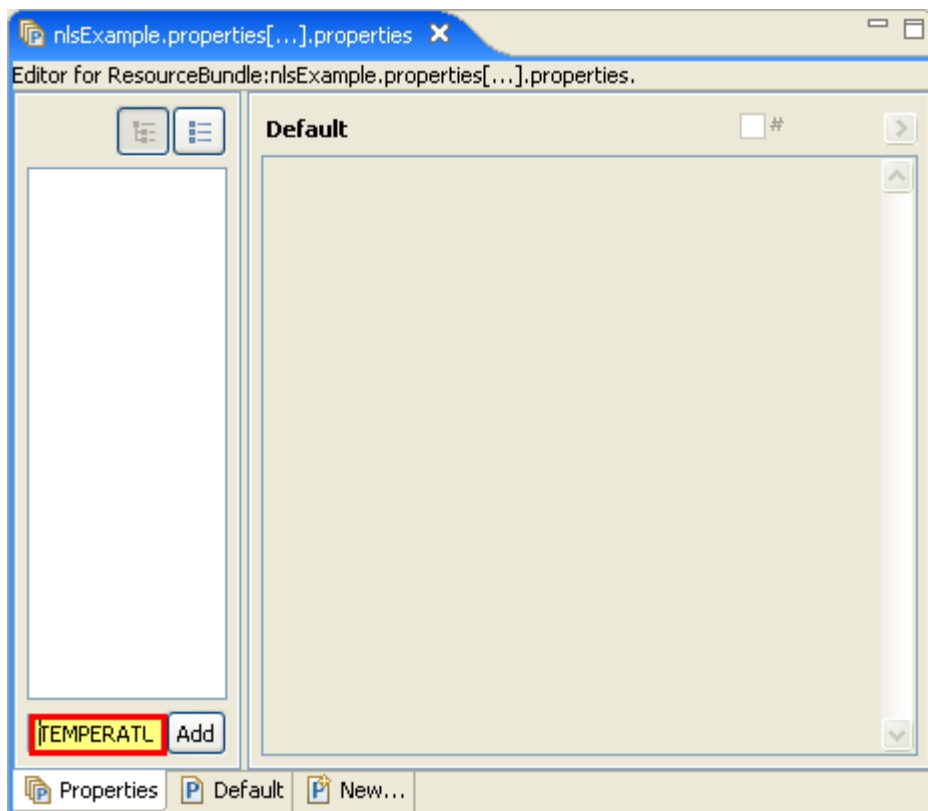 nlsExample.properties[...].properties
Editor for ResourceBundle:nlsExample.properties[...].properties.
Default #
TEMPERATL Add
Properties Default New...